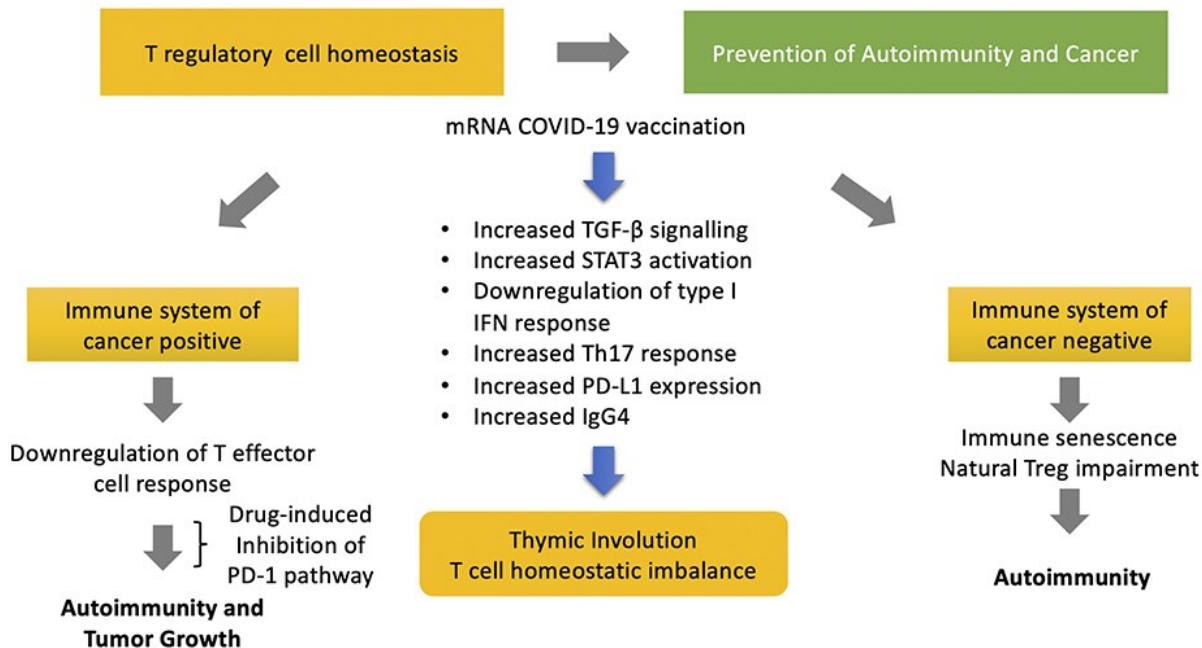 T regulatory cell homeostasis
Prevention of Autoimmunity and Cancer
mRNA COVID-19 vaccination
• Increased TGF-β signalling
• Increased STAT3 activation
• Downregulation of type I
IFN response
• Increased Th17 response
• Increased PD-L1 expression
• Increased IgG4
Thymic Involution
T cell homeostatic imbalance
Immune system of
cancer positive
Downregulation of T effector
cell response
Drug-induced
Inhibition of
PD-1 pathway
Autoimmunity and
Tumor Growth
Immune system of
cancer negative
Immune senescence
Natural Treg impairment
Autoimmunity